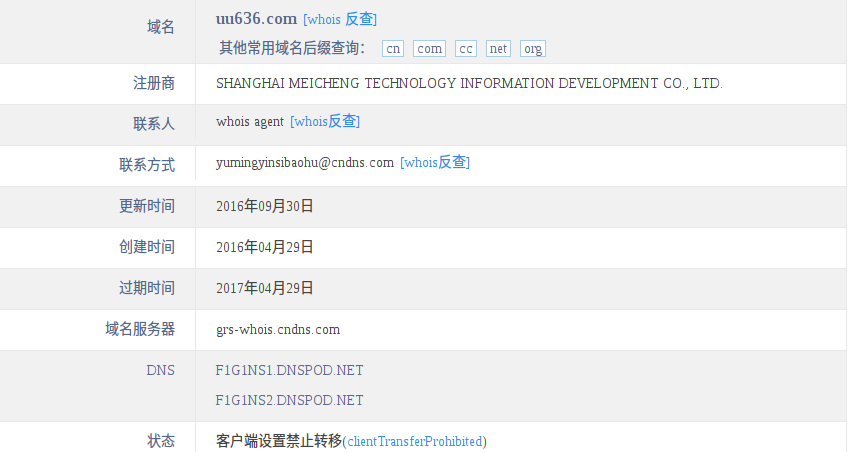 域名 uu636.com [whois 反查]
其他常用域名后缀查询: cn com cc net org
注册商 SHANGHAI MEICHENG TECHNOLOGY INFORMATION DEVELOPMENT CO., LTD.
联系人 whois agent [whois反查]
联系方式 yumingyinsibaohu@cndns.com [whois反查]
更新时间 2016年09月30日
创建时间 2016年04月29日
过期时间 2017年04月29日
域名服务器 grs-whois.cndns.com
DNS F1G1NS1.DNSPOD.NET
F1G1NS2.DNSPOD.NET
状态 客户端设置禁止转移(clientTransferProhibited)